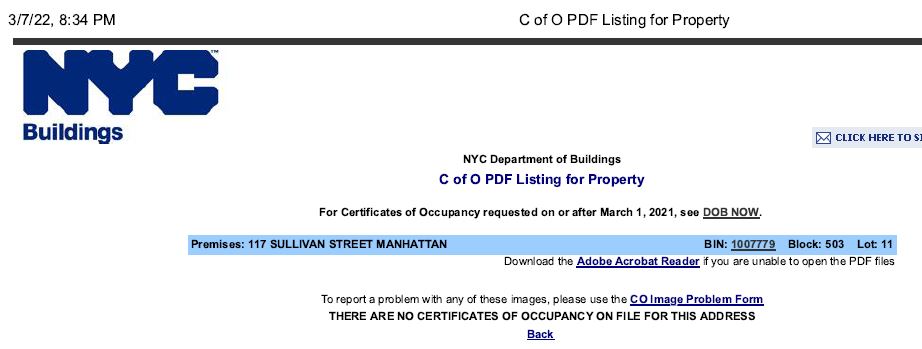 3/7/22, 8:34 PM C of O PDF Listing for Property
NYC™
Buildings
CLICK HERE TO
NYC Department of Buildings
C of O PDF Listing for Property
For Certificates of Occupancy requested on or after March 1, 2021, see DOB NOW.
Premises: 117 SULLIVAN STREET MANHATTAN BIN: 1007779 Block: 503 Lot: 11
Download the Adobe Acrobat Reader if you are unable to open the PDF files
To report a problem with any of these images, please use the CO Image Problem Form
THERE ARE NO CERTIFICATES OF OCCUPANCY ON FILE FOR THIS ADDRESS
Back